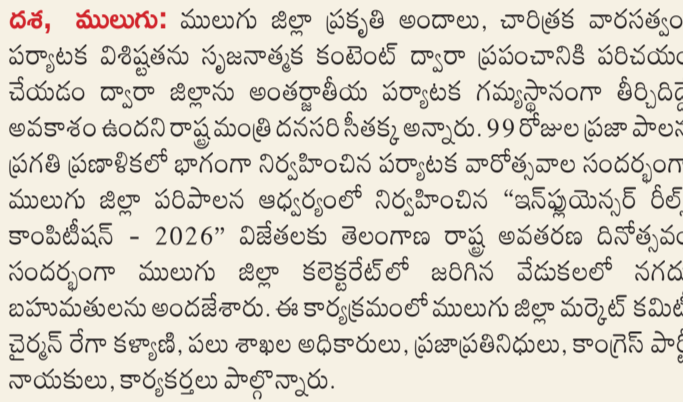 దశ, ములుగు: ములుగు జిల్లా ప్రకృతి అందాలు, చారిత్రక వారసత్వం
పర్యాటక విశిష్టతను సృజనాత్మక కంటెంట్ ద్వారా ప్రపంచానికి పరిచయం
చేయడం ద్వారా జిల్లాను అంతర్జాతీయ పర్యాటక గమ్యస్థానంగా తీర్చిదిద్దే
అవకాశం ఉందని రాష్ట్ర మంత్రి దనసరి సీతక్క అన్నారు. 99 రోజుల ప్రజా పాలన
ప్రగతి ప్రణాళికలో భాగంగా నిర్వహించిన పర్యాటక వారోత్సవాల సందర్భంగా
ములుగు జిల్లా పరిపాలన ఆధ్వర్యంలో నిర్వహించిన “ఇన్‌ఫ్లుయెన్సర్ రీల్స్
కాంపిటీషన్ - 2026” విజేతలకు తెలంగాణ రాష్ట్ర అవతరణ దినోత్సవం
సందర్భంగా ములుగు జిల్లా కలెక్టరేట్‌లో జరిగిన వేడుకలలో నగదు
బహుమతులను అందజేశారు. ఈ కార్యక్రమంలో ములుగు జిల్లా మార్కెట్ కమిటీ
చైర్మన్ రేగా కళ్యాణి, పలు శాఖల అధికారులు, ప్రజాప్రతినిధులు, కాంగ్రెస్ పార్టీ
నాయకులు, కార్యకర్తలు పాల్గొన్నారు.